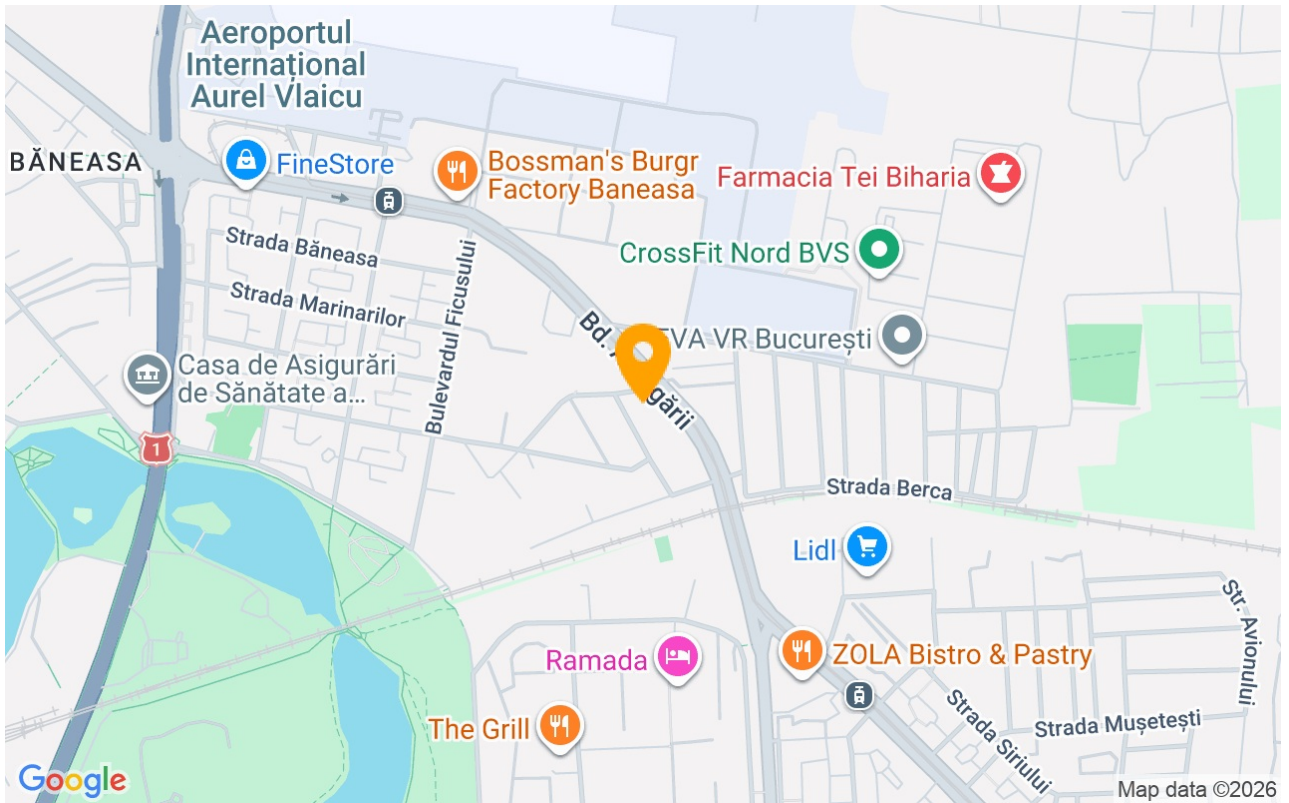 Aeroportul
Internațional
Aurel Vlaicu
BĂNEASA
FineStore
Bossman's Burgr
Factory Baneasa
Farmacia Tei Biharia
Strada Băneasa
CrossFit Nord BVS
Strada Marinarilor
Bulevardul Ficusului
Bd.
VR București
Casa de Asigurări
de Sănătate a...
1
Strada Berca
Lidl
Str. Avionului
Ramada
ZOLA Bistro & Pastry
The Grill
Strada Mușetești
Strada Siriului
Google
Map data ©2026